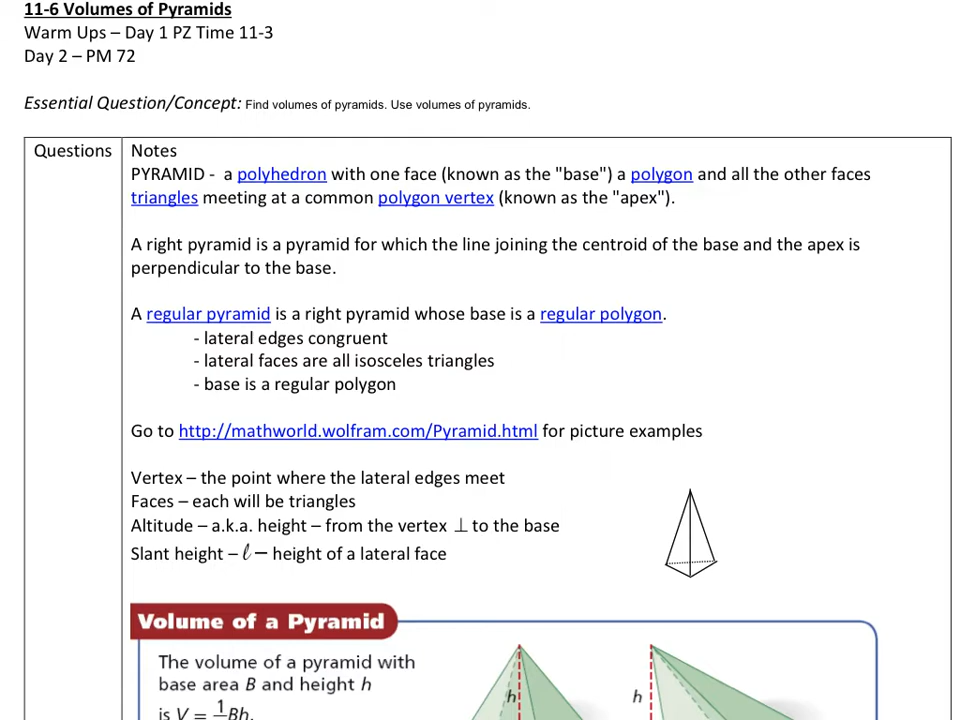 11-6 Volumes of Pyramids
Warm Ups – Day 1 PZ Time 11-3
Day 2 – PM 72
Essential Question/Concept: Find volumes of pyramids. Use volumes of pyramids.
Questions
Notes
PYRAMID - a polyhedron with one face (known as the "base") a polygon and all the other faces
triangles meeting at a common polygon vertex (known as the "apex").
A right pyramid is a pyramid for which the line joining the centroid of the base and the apex is
perpendicular to the base.
A regular pyramid is a right pyramid whose base is a regular polygon.
- lateral edges congruent
- lateral faces are all isosceles triangles
- base is a regular polygon
Go to http://mathworld.wolfram.com/Pyramid.html for picture examples
Vertex – the point where the lateral edges meet
Faces – each will be triangles
Altitude – a.k.a. height – from the vertex ⊥ to the base
Slant height – ℓ – height of a lateral face
Volume of a Pyramid
The volume of a pyramid with
base area B and height h
is V = 1/3 Bh.
h
h